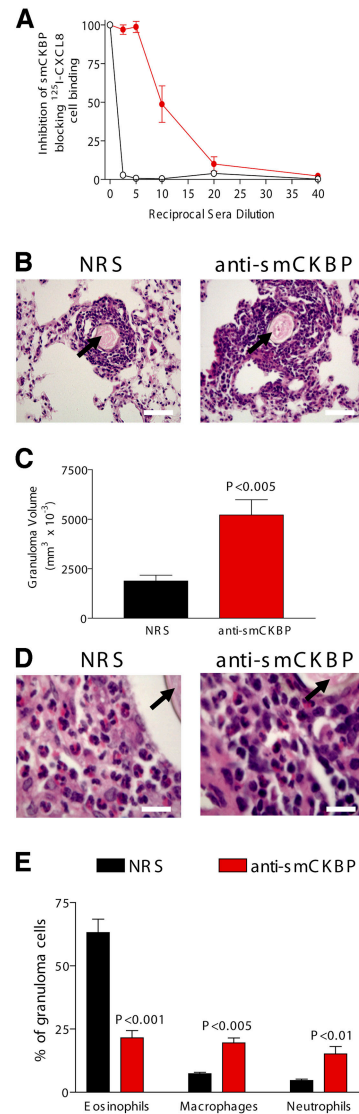 A
Inhibition of smCKBP
blocking 125I-CXCL8
cell binding
100
75
50
25
0
0 5 10 15 20 25 30 35 40
Reciprocal Sera Dilution
B
NRS anti-smCKBP
C
Granuloma Volume
(mm³ x 10⁻³)
7500
5000
2500
0
P<0.005
NRS anti-smCKBP
D
NRS anti-smCKBP
E
NRS anti-smCKBP
% of granuloma cells
75
50
25
0
P<0.001
P<0.005
P<0.01
Eosinophils Macrophages Neutrophils